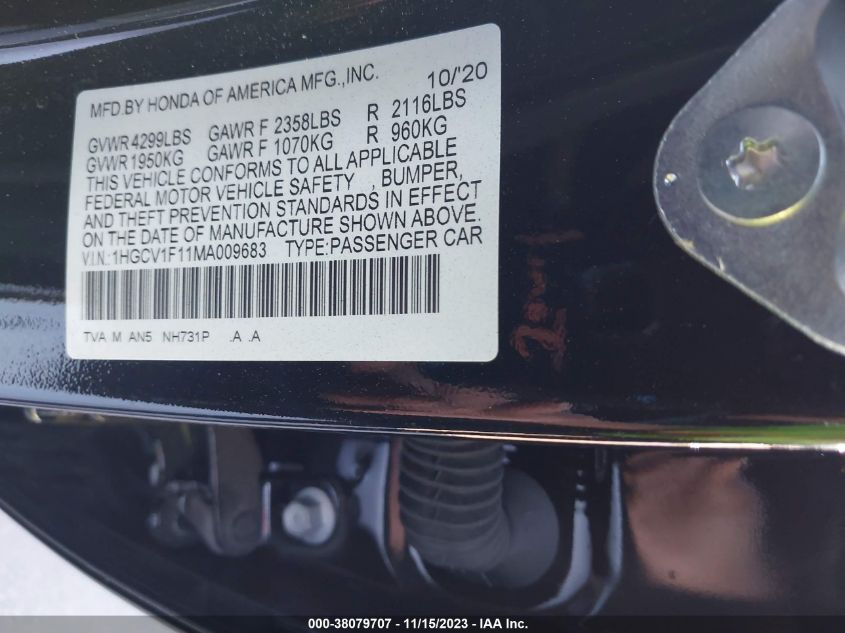 MFD.BY HONDA OF AMERICA MFG.,INC. 10/'20
GVWR 4299LBS GAWR F 2358LBS R 2116LBS
GVWR 1950KG GAWR F 1070KG R 960KG
THIS VEHICLE CONFORMS TO ALL APPLICABLE
FEDERAL MOTOR VEHICLE SAFETY , BUMPER,
AND THEFT PREVENTION STANDARDS IN EFFECT
ON THE DATE OF MANUFACTURE SHOWN ABOVE.
V.I.N.:1HGCV1F11MA009683 TYPE:PASSENGER CAR
TVA M AN5 NH731P .A .A
000-38079707 - 11/15/2023 - IAA Inc.